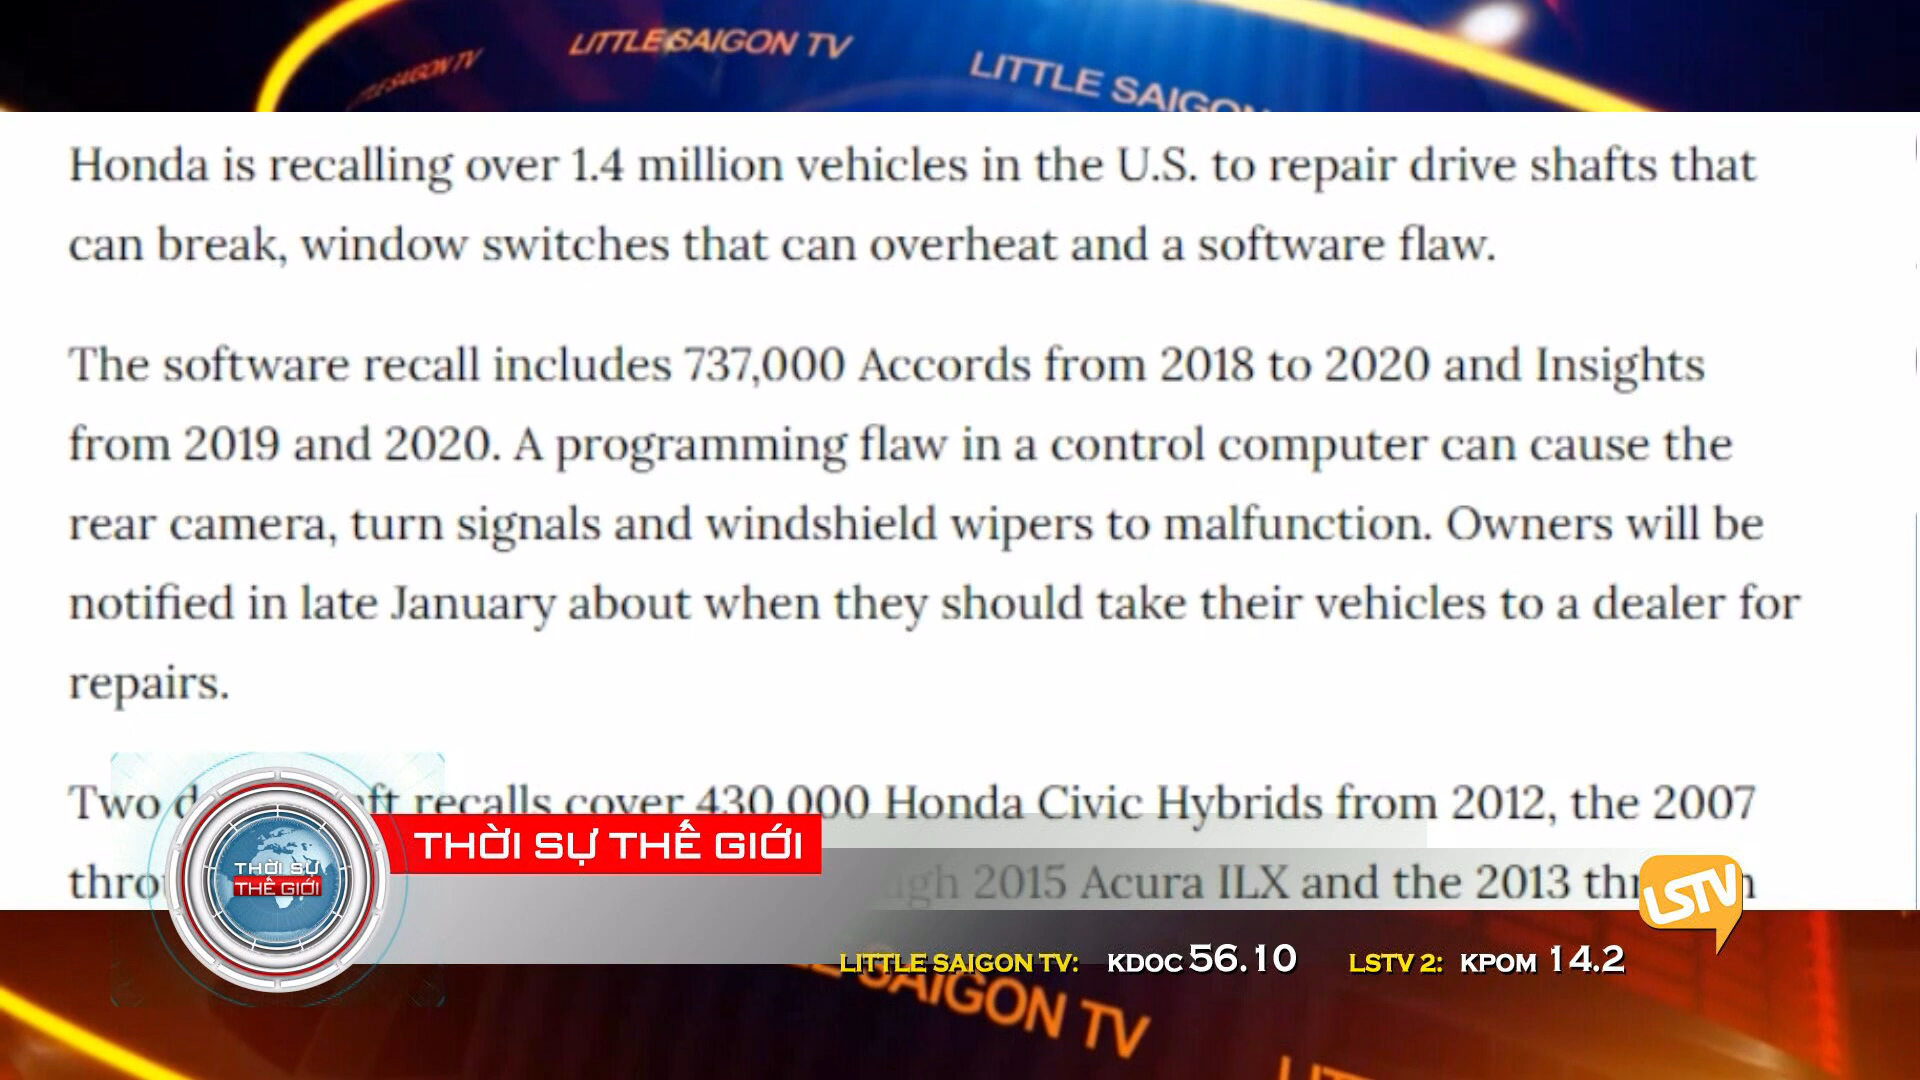 LITTLE SAIGON TV
LITTLE SAIGON TV
LITTLE SAIGON
Honda is recalling over 1.4 million vehicles in the U.S. to repair drive shafts that
can break, window switches that can overheat and a software flaw.
The software recall includes 737,000 Accords from 2018 to 2020 and Insights
from 2019 and 2020. A programming flaw in a control computer can cause the
rear camera, turn signals and windshield wipers to malfunction. Owners will be
notified in late January about when they should take their vehicles to a dealer for
repairs.
Two recalls cover 430,000 Honda Civic Hybrids from 2012, the 2007
2015 Acura ILX and the 2013
THỜI SỰ THẾ GIỚI
THỜI SỰ
THẾ GIỚI
LSTV
LITTLE SAIGON TV: KDOC 56.10 LSTV 2: KPOM 14.2
SAIGON TV